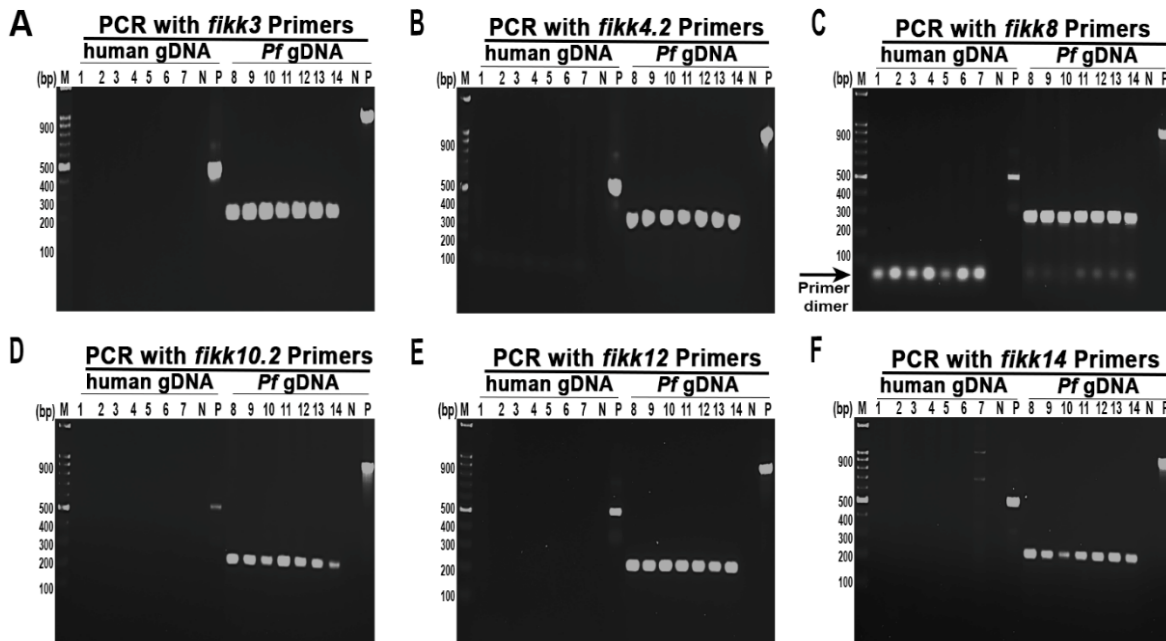 A
PCR with fikk3 Primers
human gDNA Pf gDNA
(bp) M 1 2 3 4 5 6 7 N P 8 9 10 11 12 13 14 N P
900
500
400
300
200
100
B
PCR with fikk4.2 Primers
human gDNA Pf gDNA
(bp) M 1 2 3 4 5 6 7 N P 8 9 10 11 12 13 14 N P
900
500
400
300
200
100
C
PCR with fikk8 Primers
human gDNA Pf gDNA
(bp) M 1 2 3 4 5 6 7 N P 8 9 10 11 12 13 14 N P
900
500
400
300
200
100
Primer
dimer
D
PCR with fikk10.2 Primers
human gDNA Pf gDNA
(bp) M 1 2 3 4 5 6 7 N P 8 9 10 11 12 13 14 N P
900
500
400
300
200
100
E
PCR with fikk12 Primers
human gDNA Pf gDNA
(bp) M 1 2 3 4 5 6 7 N P 8 9 10 11 12 13 14 N P
900
500
400
300
200
100
F
PCR with fikk14 Primers
human gDNA Pf gDNA
(bp) M 1 2 3 4 5 6 7 N P 8 9 10 11 12 13 14 N P
900
500
400
300
200
100